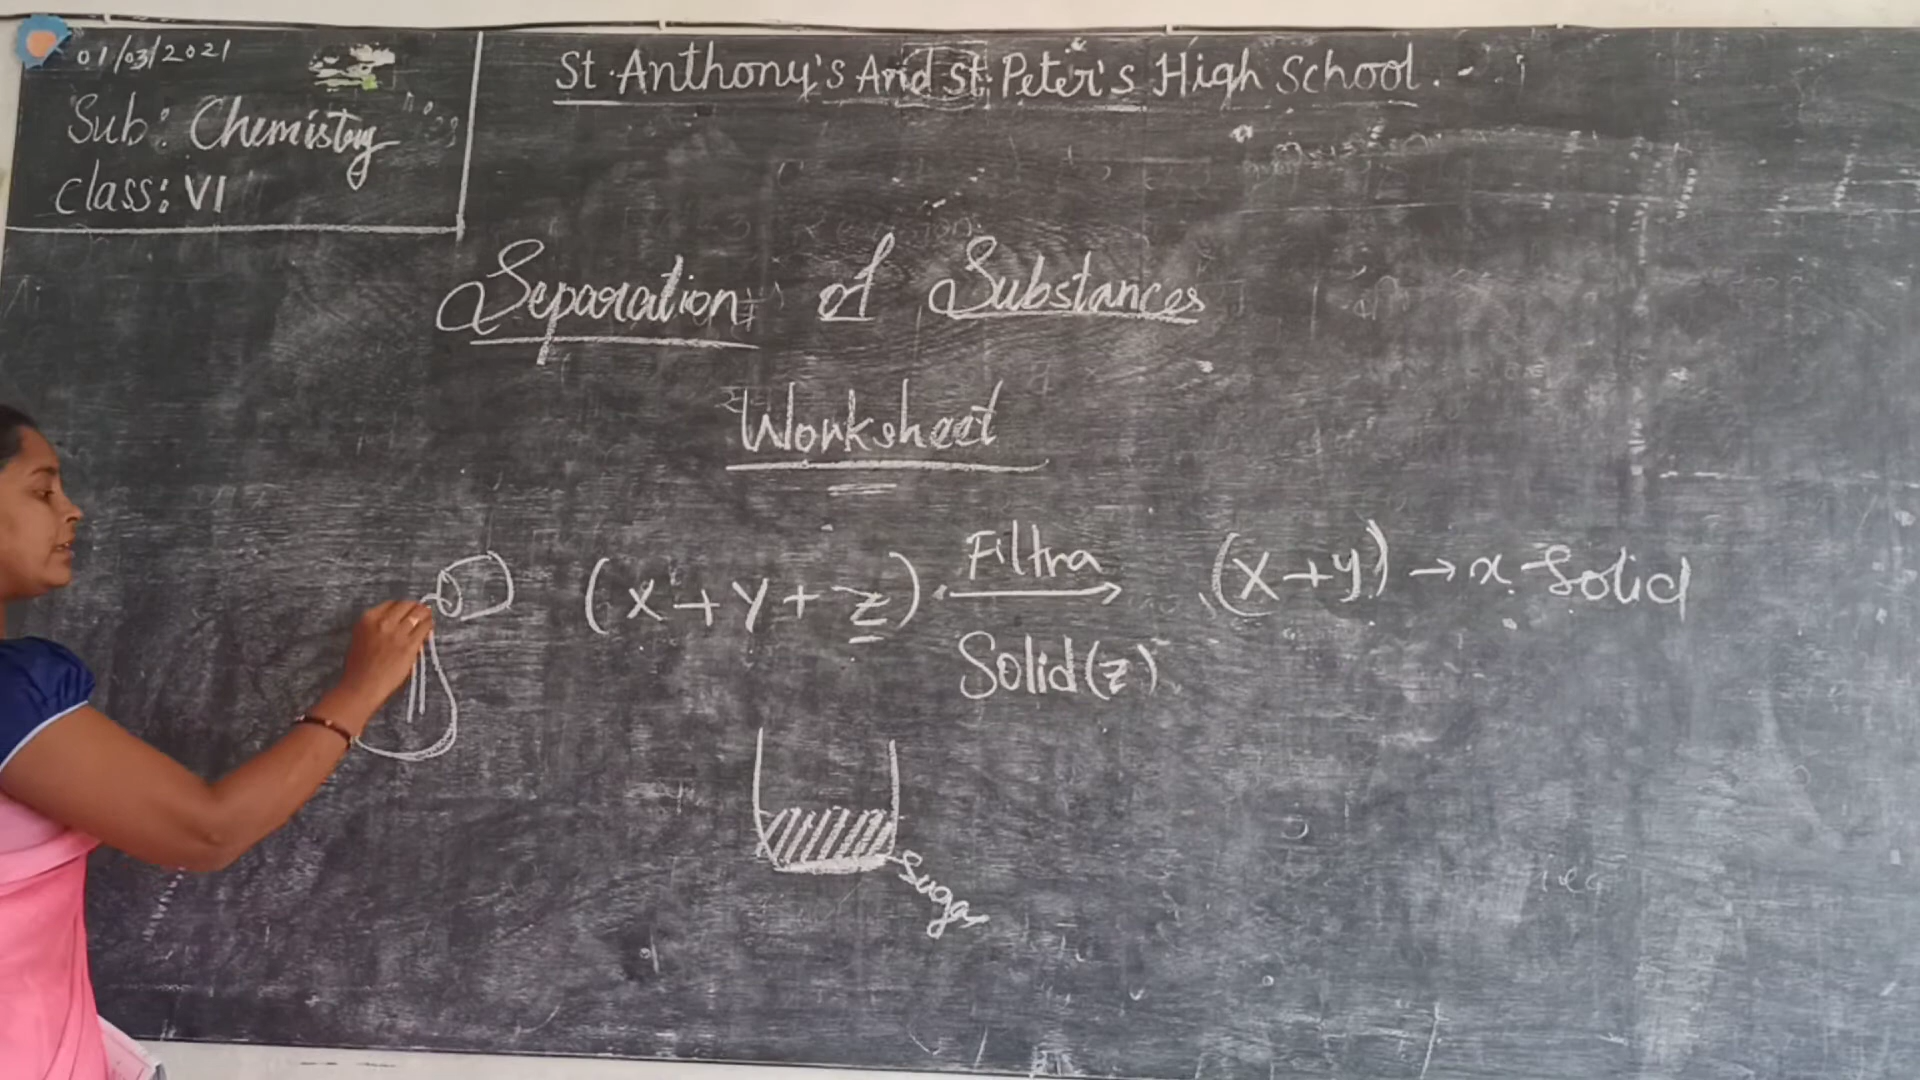 01/03/2021
Sub: Chemistry
Class: VI
St. Anthony's And St. Peter's High School.
Separation of Substances
Worksheet
(X+Y+Z) Filtra → (X+Y) → x Solid
Solid (z)
Sugar